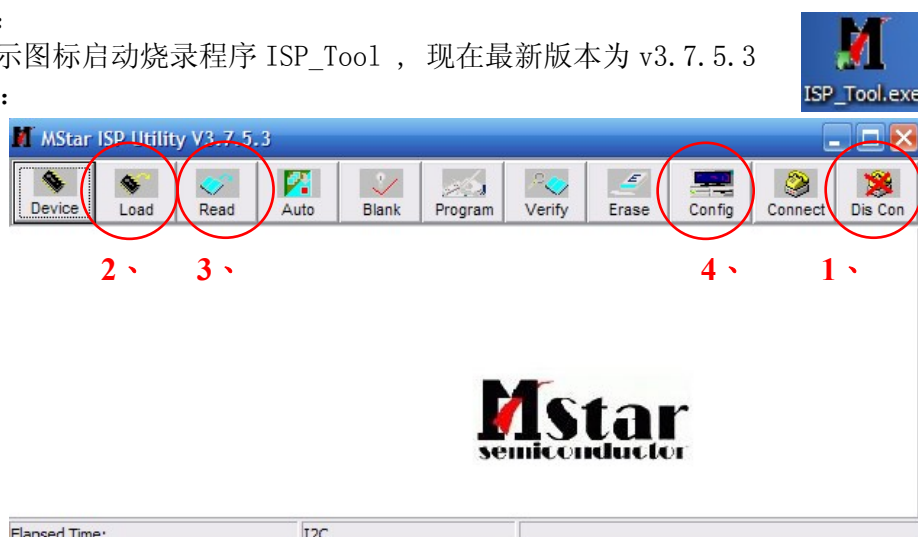 ：
示图标启动烧录程序 ISP_Tool , 现在最新版本为 v3.7.5.3
ISP_Tool.exe
：
MStar ISP Utility V3.7.5.3
Device Load Read Auto Blank Program Verify Erase Config Connect Dis Con
2、 3、 4、 1、
MStar
semiconductor
Elapsed Time: I2C